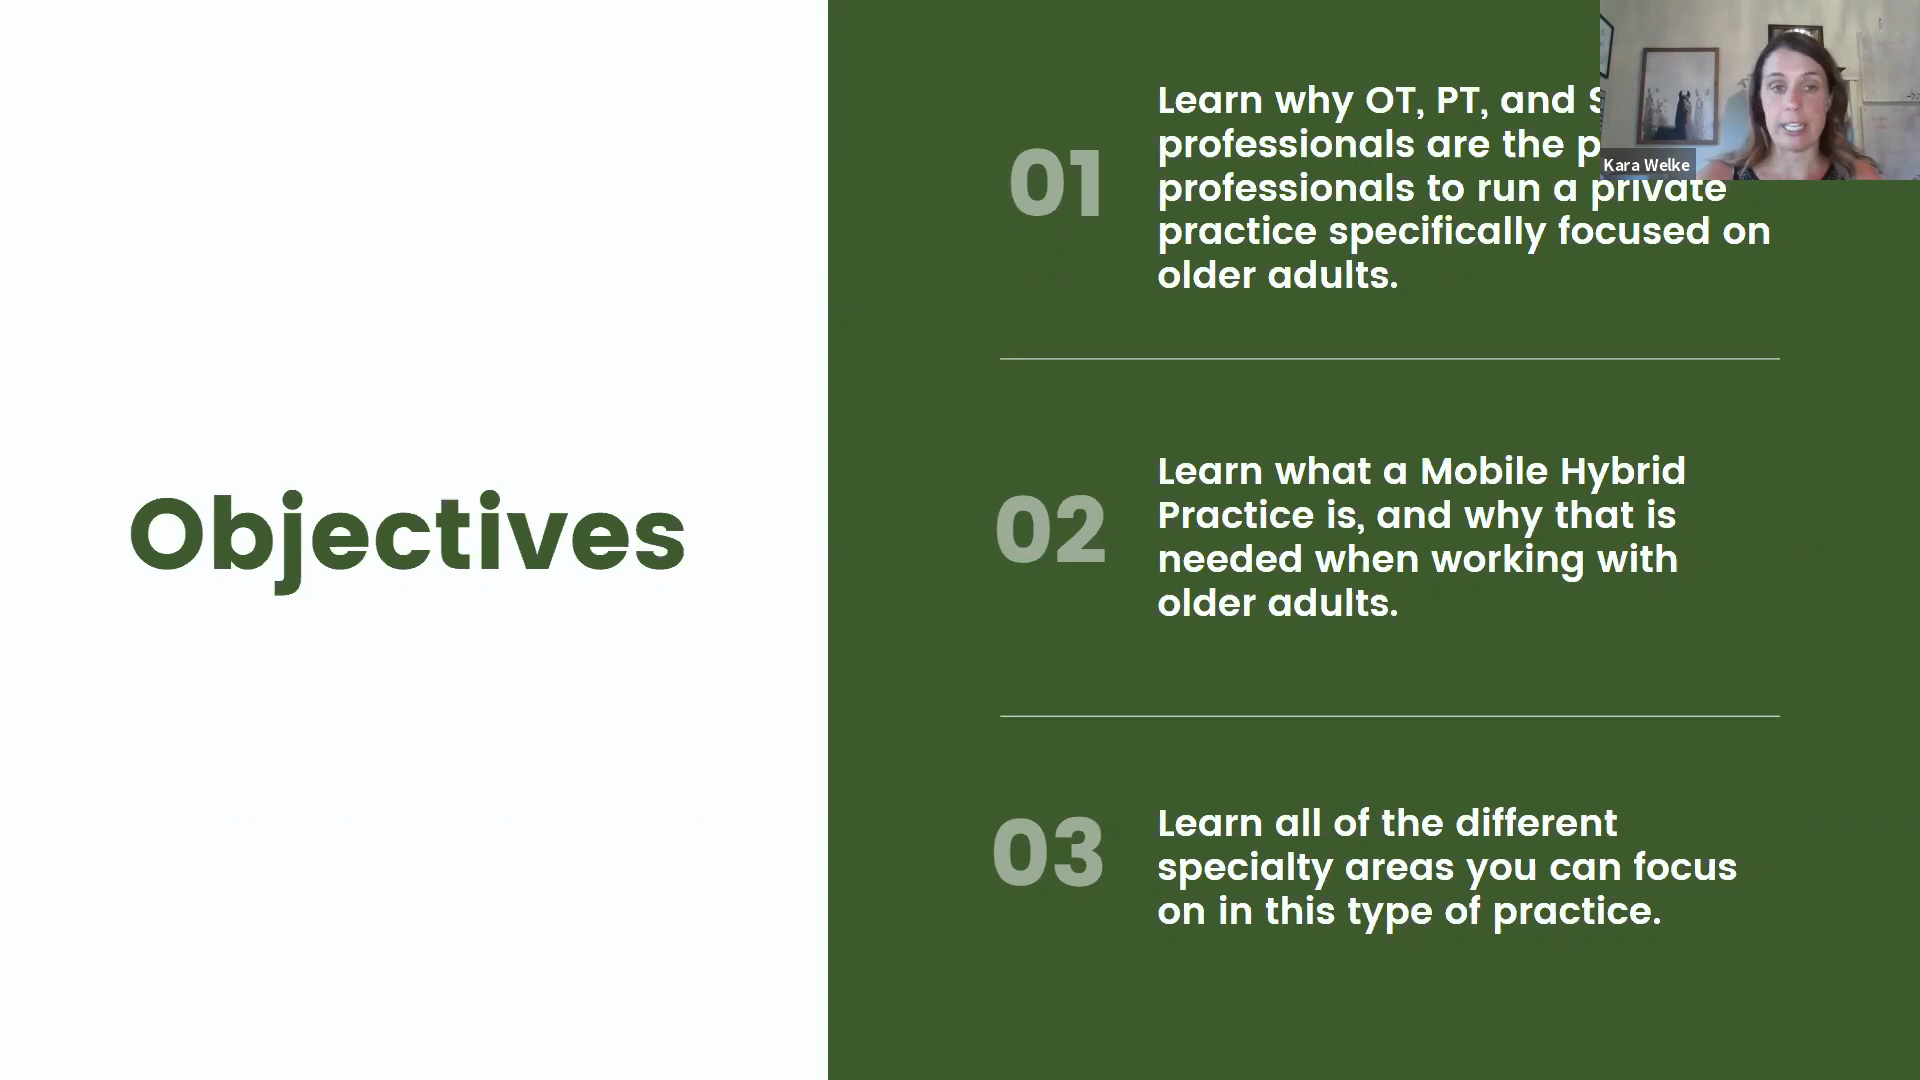 Objectives
01
Learn why OT, PT, and
professionals are the
professionals to run a private
practice specifically focused on
older adults.
02
Learn what a Mobile Hybrid
Practice is, and why that is
needed when working with
older adults.
03
Learn all of the different
specialty areas you can focus
on in this type of practice.
Kara Welke